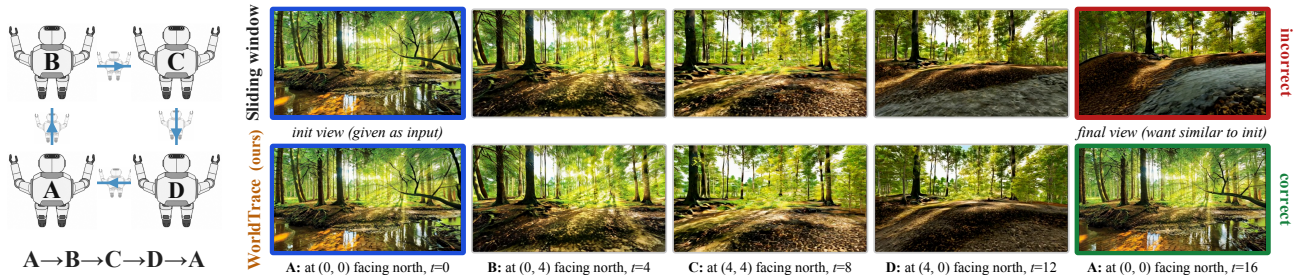 B
C
A
D
A→B→C→D→A
Sliding window
WorldTrace (ours)
init view (given as input)
final view (want similar to init)
incorrect
correct
A: at (0, 0) facing north, t=0
B: at (0, 4) facing north, t=4
C: at (4, 4) facing north, t=8
D: at (4, 0) facing north, t=12
A: at (0, 0) facing north, t=16